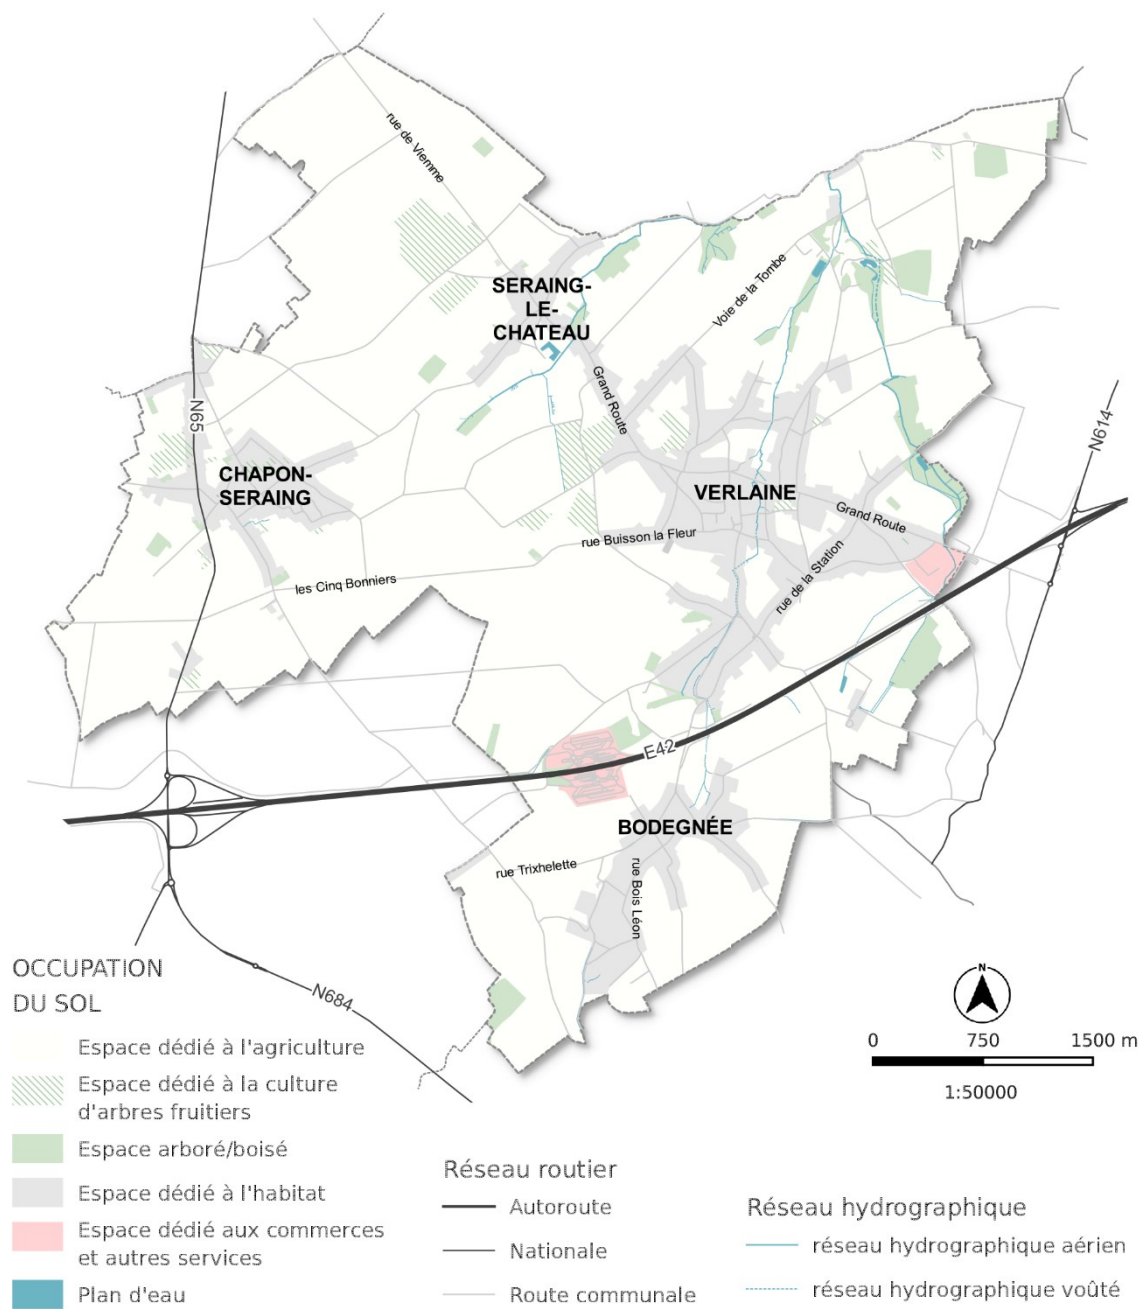 rue de Viemme
SERAING-
LE-
CHATEAU
Voie de la Tombe
Grand Route
N65
N614
CHAPON-
SERAING
VERLAINE
Grand Route
rue Buisson la Fleur
rue de la Station
les Cinq Bonniers
E42
BODEGNÉE
rue Trixhelette
rue Bois Léon
N684
N
0 750 1500 m
1:50000
OCCUPATION
DU SOL
Espace dédié à l'agriculture
Espace dédié à la culture
d'arbres fruitiers
Espace arboré/boisé
Espace dédié à l'habitat
Espace dédié aux commerces
et autres services
Plan d'eau
Réseau routier
Autoroute
Nationale
Route communale
Réseau hydrographique
réseau hydrographique aérien
réseau hydrographique voûté